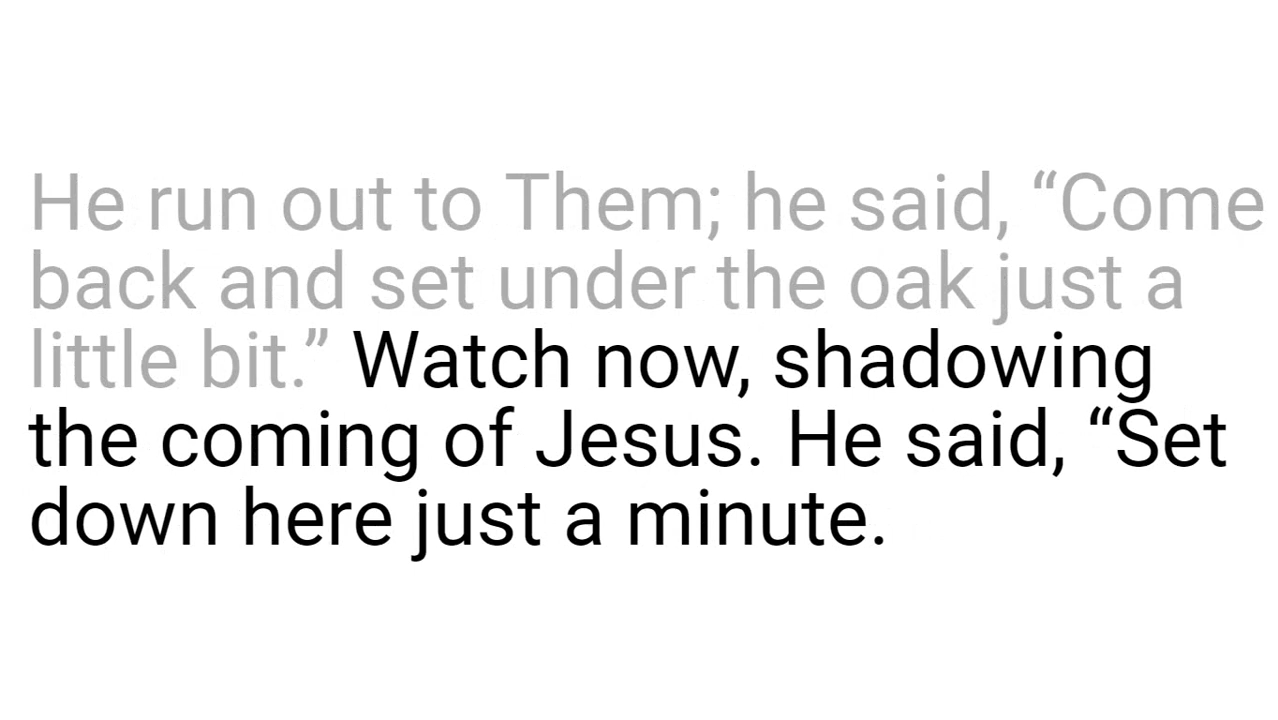 He run out to Them; he said, “Come
back and set under the oak just a
little bit.” Watch now, shadowing
the coming of Jesus. He said, “Set
down here just a minute.